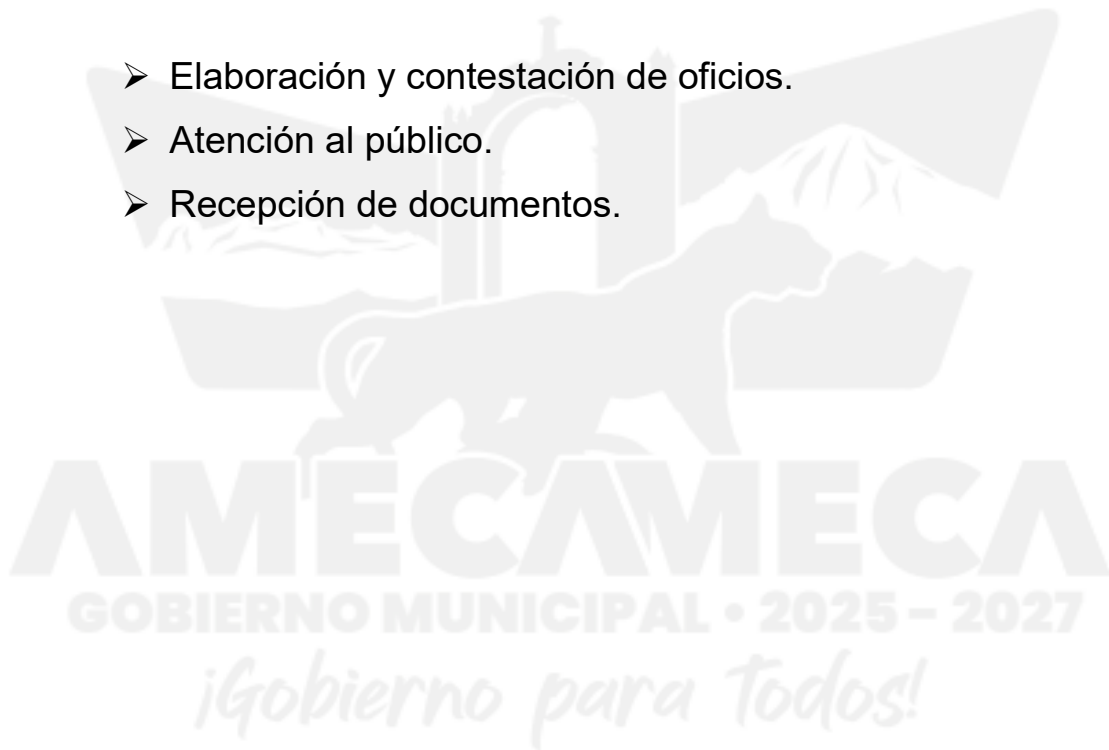 ➢ Elaboración y contestación de oficios.
➢ Atención al público.
➢ Recepción de documentos.
AMECAMECA
GOBIERNO MUNICIPAL • 2025 – 2027
¡Gobierno para Todos!